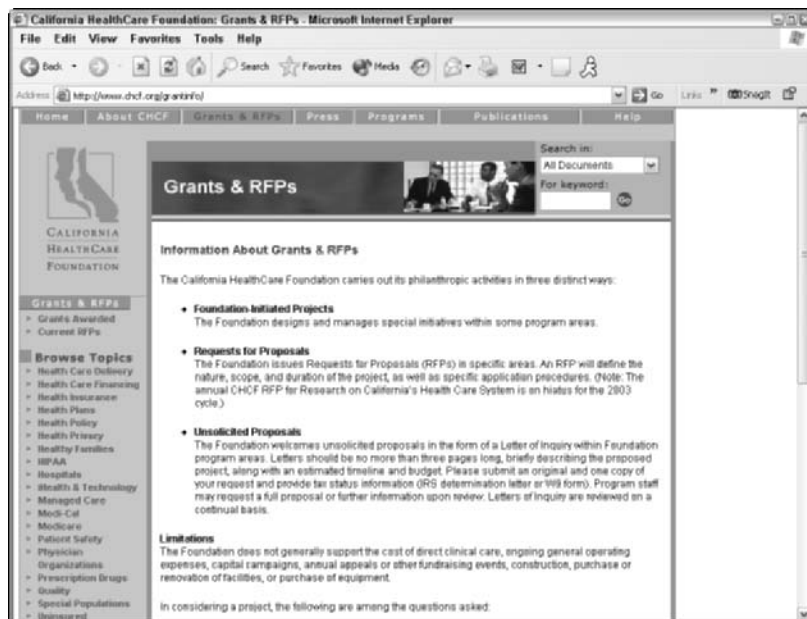 California HealthCare Foundation: Grants & RFPs - Microsoft Internet Explorer
File Edit View Favorites Tools Help
Back Search Favorites Media
Address http://www.chcf.org/grantinfo/ Go Links » SnagIt
Home About CHCF Grants & RFPs Press Programs Publications Help
Search in:
All Documents
For keyword:
Go
Grants & RFPs
CALIFORNIA
HEALTHCARE
FOUNDATION
Grants & RFPs
Grants Awarded
Current RFPs
Browse Topics
Health Care Delivery
Health Care Financing
Health Insurance
Health Plans
Health Policy
Health Privacy
Healthy Families
HIPAA
Hospitals
Health & Technology
Managed Care
Medi-Cal
Medicare
Patient Safety
Physician
Organizations
Prescription Drugs
Quality
Special Populations
Uninsured
Information About Grants & RFPs
The California HealthCare Foundation carries out its philanthropic activities in three distinct ways:
• Foundation-Initiated Projects
The Foundation designs and manages special initiatives within some program areas.
• Requests for Proposals
The Foundation issues Requests for Proposals (RFPs) in specific areas. An RFP will define the
nature, scope, and duration of the project, as well as specific application procedures. (Note: The
annual CHCF RFP for Research on California's Health Care System is on hiatus for the 2003
cycle.)
• Unsolicited Proposals
The Foundation welcomes unsolicited proposals in the form of a Letter of Inquiry within Foundation
program areas. Letters should be no more than three pages long, briefly describing the proposed
project, along with an estimated timeline and budget. Please submit an original and one copy of
your request and provide tax status information (IRS determination letter or W9 form). Program staff
may request a full proposal or further information upon review. Letters of Inquiry are reviewed on a
continual basis.
Limitations
The Foundation does not generally support the cost of direct clinical care, ongoing general operating
expenses, capital campaigns, annual appeals or other fundraising events, construction, purchase or
renovation of facilities, or purchase of equipment.
In considering a project, the following are among the questions asked: